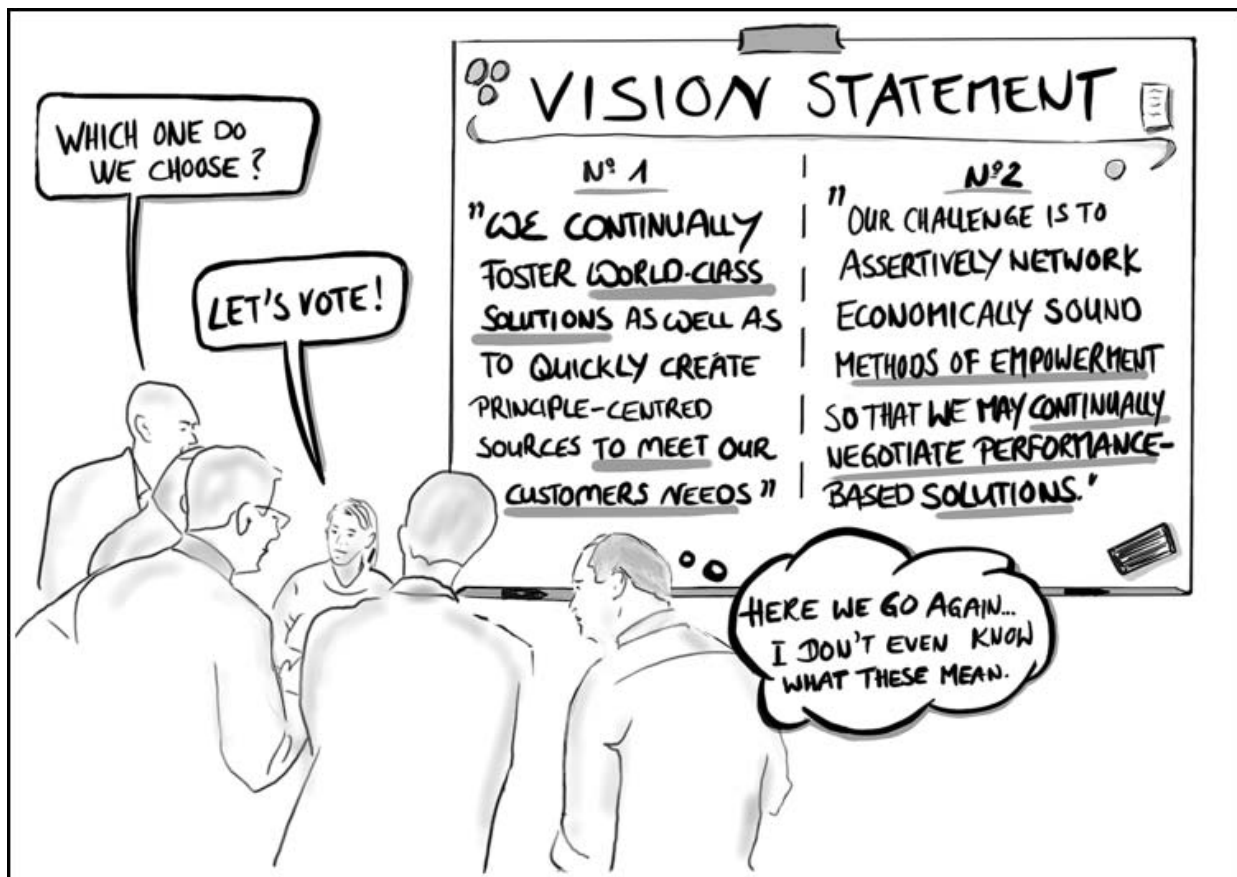 WHICH ONE DO
WE CHOOSE?
LET'S VOTE!
VISION STATEMENT
Nº 1
"WE CONTINUALLY
FOSTER WORLD-CLASS
SOLUTIONS AS WELL AS
TO QUICKLY CREATE
PRINCIPLE-CENTRED
SOURCES TO MEET OUR
CUSTOMERS NEEDS"
Nº2
"OUR CHALLENGE IS TO
ASSERTIVELY NETWORK
ECONOMICALLY SOUND
METHODS OF EMPOWERMENT
SO THAT WE MAY CONTINUALLY
NEGOTIATE PERFORMANCE-
BASED SOLUTIONS."
HERE WE GO AGAIN...
I DON'T EVEN KNOW
WHAT THESE MEAN.